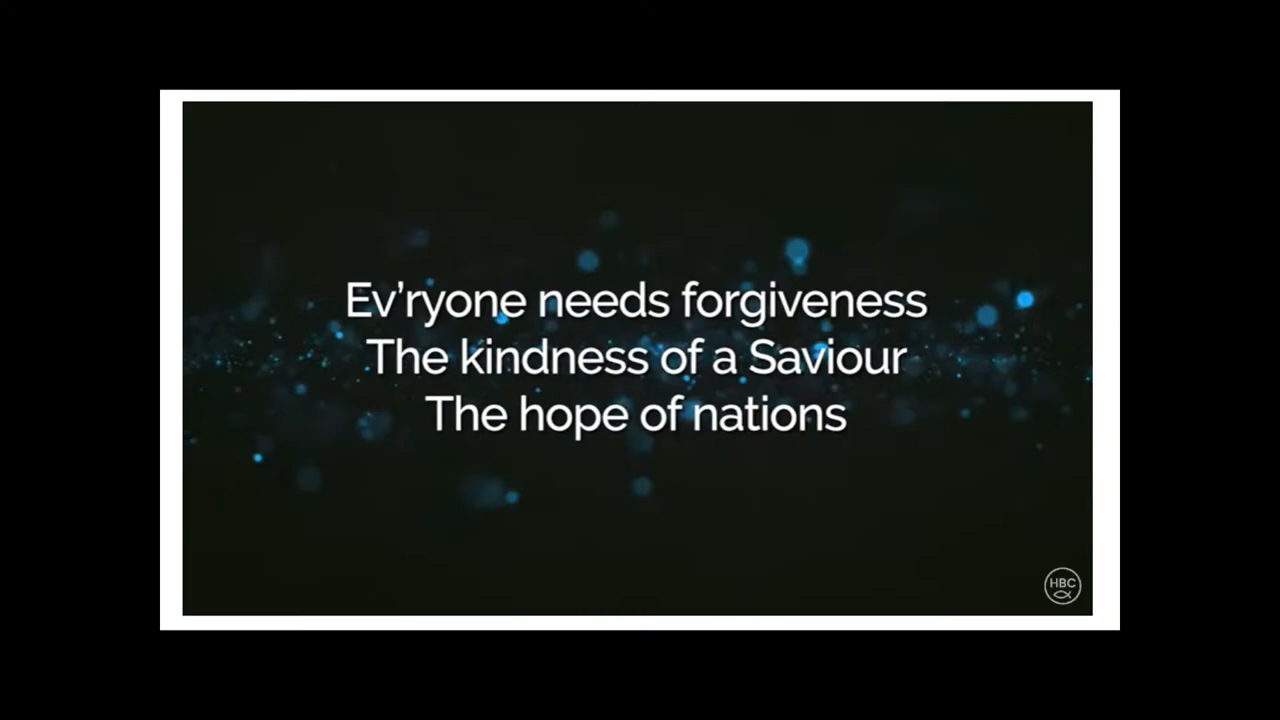 Ev’ryone needs forgiveness
The kindness of a Saviour
The hope of nations
HBC